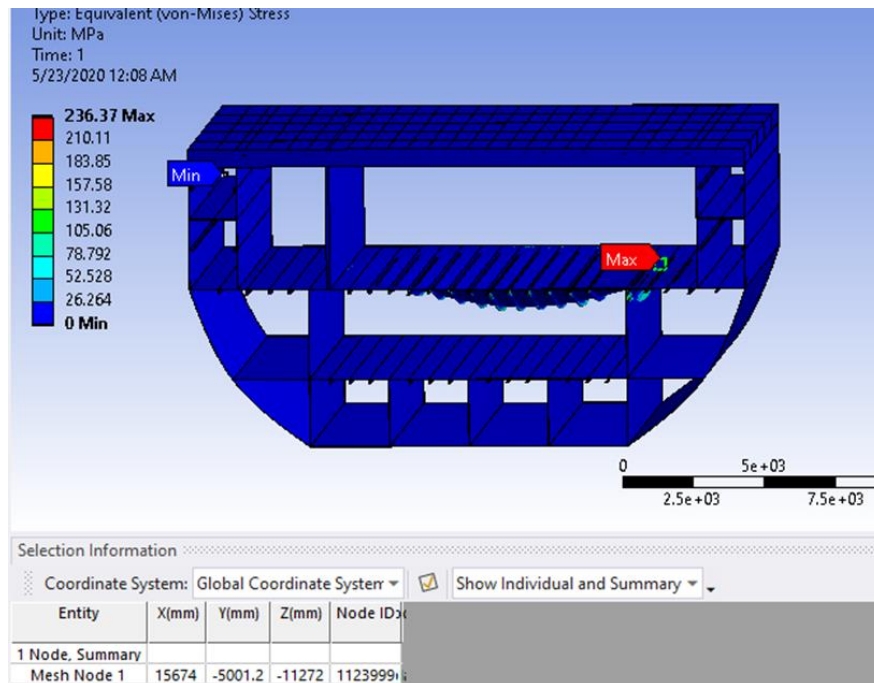 Type: Equivalent (von-Mises) Stress
Unit: MPa
Time: 1
5/23/2020 12:08 AM
236.37 Max
210.11
183.85
157.58
131.32
105.06
78.792
52.528
26.264
0 Min
Min
Max
0 5e+03
2.5e+03 7.5e+03
Selection Information
Coordinate System: Global Coordinate System Show Individual and Summary
Entity X(mm) Y(mm) Z(mm) Node ID
1 Node, Summary
Mesh Node 1 15674 -5001.2 -11272 1123999